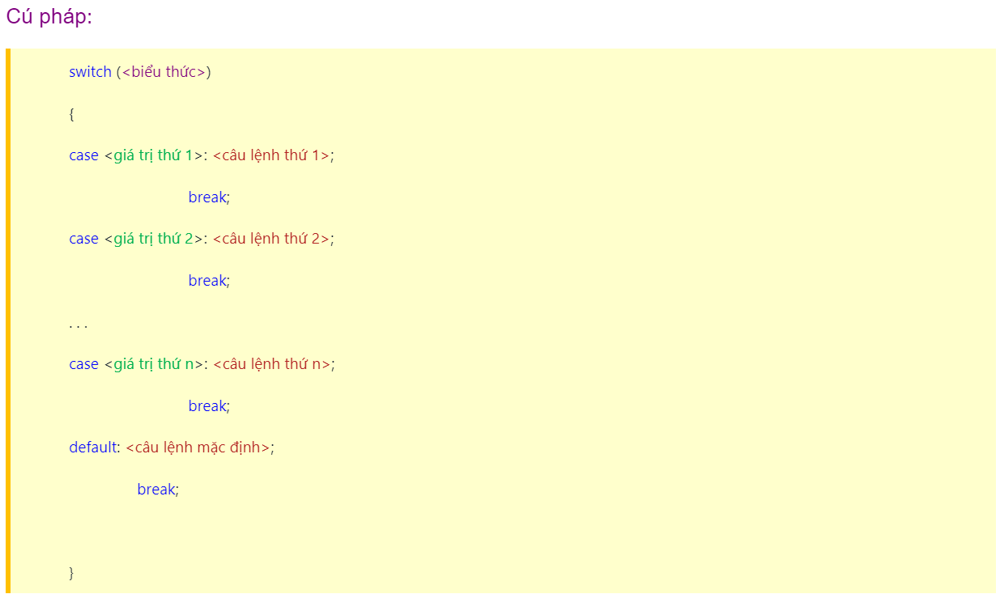 Cú pháp:
switch (<biểu thức>)
{
case <giá trị thứ 1>: <câu lệnh thứ 1>;
break;
case <giá trị thứ 2>: <câu lệnh thứ 2>;
break;
. . .
case <giá trị thứ n>: <câu lệnh thứ n>;
break;
default: <câu lệnh mặc định>;
break;
}